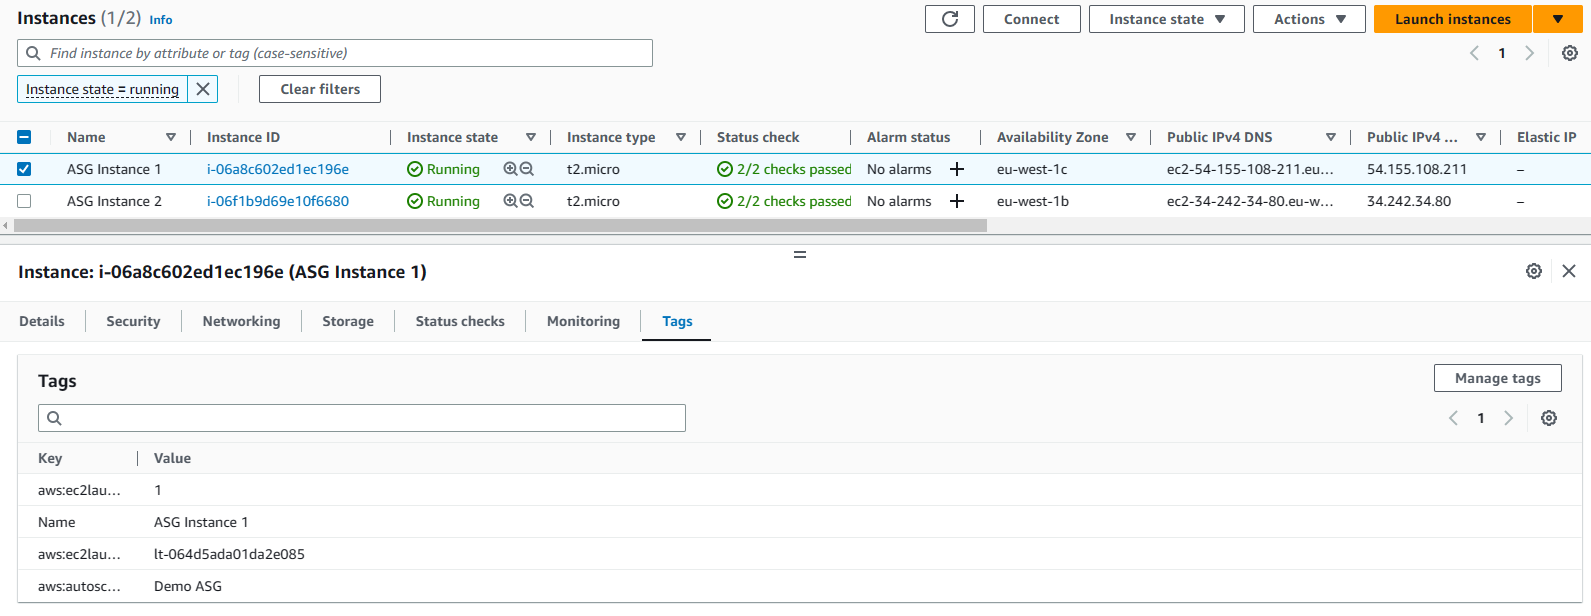 Instances (1/2) Info
Connect Instance state Actions Launch instances
Find instance by attribute or tag (case-sensitive)
1
Instance state = running Clear filters
Name Instance ID Instance state Instance type Status check Alarm status Availability Zone Public IPv4 DNS Public IPv4 ... Elastic IP
ASG Instance 1 i-06a8c602ed1ec196e Running t2.micro 2/2 checks passed No alarms + eu-west-1c ec2-54-155-108-211.eu... 54.155.108.211 –
ASG Instance 2 i-06f1b9d69e10f6680 Running t2.micro 2/2 checks passed No alarms + eu-west-1b ec2-34-242-34-80.eu-w... 34.242.34.80 –
Instance: i-06a8c602ed1ec196e (ASG Instance 1)
Details Security Networking Storage Status checks Monitoring Tags
Tags Manage tags
1
Key Value
aws:ec2lau... 1
Name ASG Instance 1
aws:ec2lau... lt-064d5ada01da2e085
aws:autosc... Demo ASG